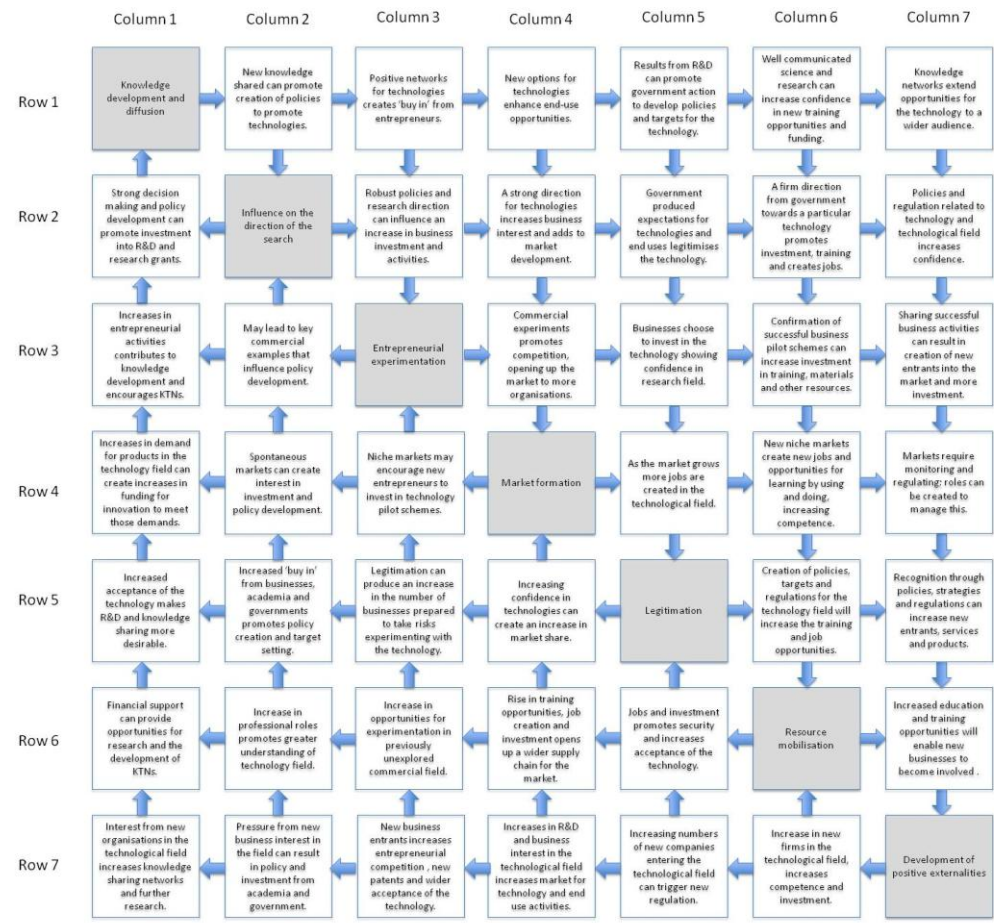 Column 1
Column 2
Column 3
Column 4
Column 5
Column 6
Column 7
Row 1
Knowledge
development and
diffusion
New knowledge
shared can promote
creation of policies
to promote
technologies.
Positive networks
for technologies
creates 'buy in' from
entrepreneurs.
New options for
technologies
enhance end-use
opportunities.
Results from R&D
can promote
government action
to develop policies
and targets for the
technology.
Well communicated
science and
research can
increase confidence
in new training
opportunities and
funding.
Knowledge
networks extend
opportunities for
the technology to a
wider audience.
Row 2
Strong decision
making and policy
development can
promote investment
into R&D and
research grants.
Influence on the
direction of the
search
Robust policies and
research direction
can influence an
increase in business
investment and
activities.
A strong direction
for technologies
increases business
interest and adds to
market
development.
Government
produced
expectations for
technologies and
end uses legitimises
the technology.
A firm direction
from government
towards a particular
technology
promotes
investment, training
and creates jobs.
Policies and
regulation related to
technology and
technological field
increases
confidence.
Row 3
Increases in
entrepreneurial
activities
contributes to
knowledge
development and
encourages KTNs.
May lead to key
commercial
examples that
influence policy
development.
Entrepreneurial
experimentation
Commercial
experiments
promotes
competition,
opening up the
market to more
organisations.
Businesses choose
to invest in the
technology showing
confidence in
research field.
Confirmation of
successful business
pilot schemes can
increase investment
in training, materials
and other resources.
Sharing successful
business activities
can result in
creation of new
entrants into the
market and more
investment.
Row 4
Increases in demand
for products in the
technology field can
create increases in
funding for
innovation to meet
those demands.
Spontaneous
markets can create
interest in
investment and
policy development.
Niche markets may
encourage new
entrepreneurs to
invest in technology
pilot schemes.
Market formation
As the market grows
more jobs are
created in the
technological field.
New niche markets
create new jobs and
opportunities for
learning by using
and doing,
increasing
competence.
Markets require
monitoring and
regulating; roles can
be created to
manage this.
Row 5
Increased
acceptance of the
technology makes
R&D and knowledge
sharing more
desirable.
Increased 'buy in'
from businesses,
academia and
governments
promotes policy
creation and target
setting.
Legitimation can
produce an increase
in the number of
businesses prepared
to take risks
experimenting with
the technology.
Increasing
confidence in
technologies can
create an increase in
market share.
Legitimation
Creation of policies,
targets and
regulations for the
technology field will
increase the training
and job
opportunities.
Recognition through
policies, strategies
and regulations can
increase new
entrants, services
and products.
Row 6
Financial support
can provide
opportunities for
research and the
development of
KTNs.
Increase in
professional roles
promotes greater
understanding of
technology field.
Increase in
opportunities for
experimentation in
previously
unexplored
commercial field.
Rise in training
opportunities, job
creation and
investment opens
up a wider supply
chain for the
market.
Jobs and investment
promotes security
and increases
acceptance of the
technology.
Resource
mobilisation
Increased education
and training
opportunities will
enable new
businesses to
become involved .
Row 7
Interest from new
organisations in the
technological field
increases knowledge
sharing networks
and further
research.
Pressure from new
business interest in
the field can result
in policy and
investment from
academia and
government.
New business
entrants increases
entrepreneurial
competition , new
patents and wider
acceptance of the
technology.
Increases in R&D
and business
interest in the
technological field
increases market for
technology and end
use activities.
Increasing numbers
of new companies
entering the
technological field
can trigger new
regulation.
Increase in new
firms in the
technological field,
increases
competence and
investment.
Development of
positive externalities